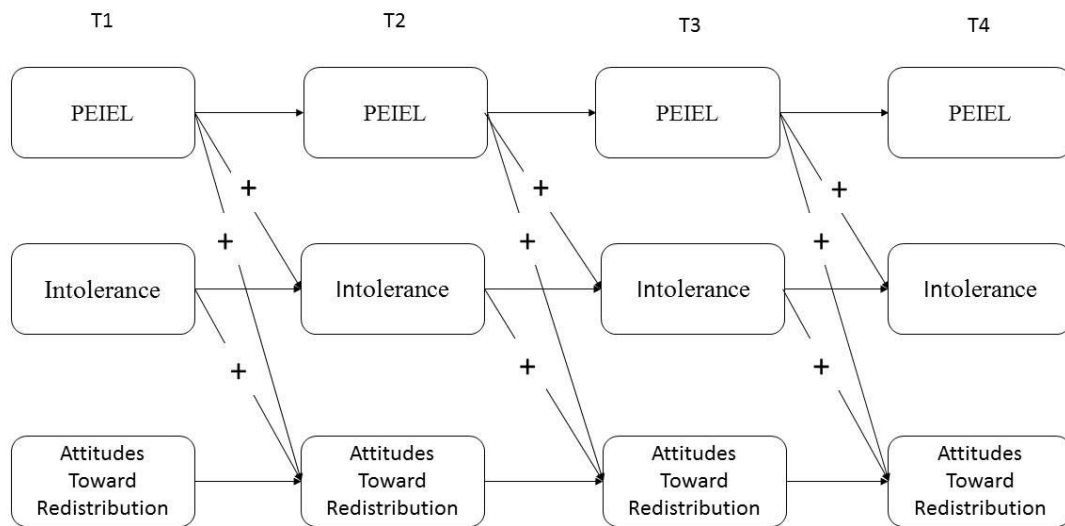 T1
T2
T3
T4
PEIEL
PEIEL
PEIEL
PEIEL
+
+
+
+
+
+
Intolerance
Intolerance
Intolerance
Intolerance
+
+
+
Attitudes
Toward
Redistribution
Attitudes
Toward
Redistribution
Attitudes
Toward
Redistribution
Attitudes
Toward
Redistribution